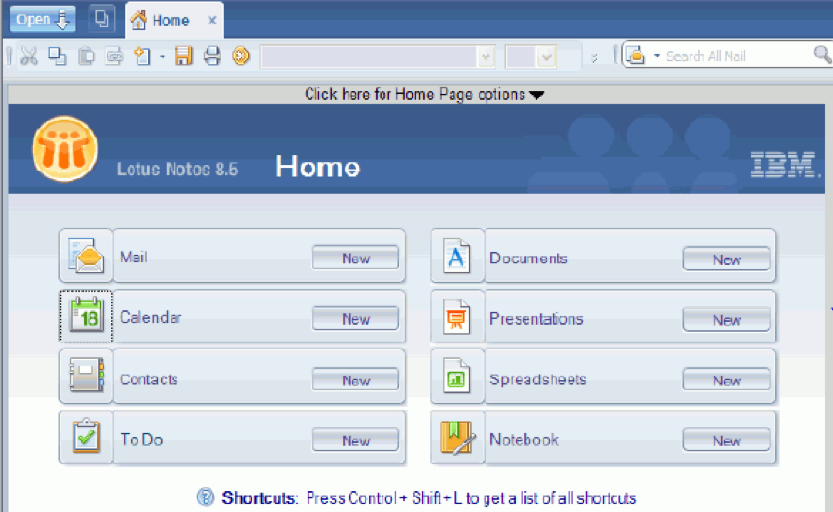 Open
Home
Search All Mail
Click here for Home Page options
Lotus Notes 8.5 Home IBM.
Mail New Documents New
18 Calendar New Presentations New
Contacts New Spreadsheets New
To Do New Notebook New
Shortcuts: Press Control + Shift + L to get a list of all shortcuts